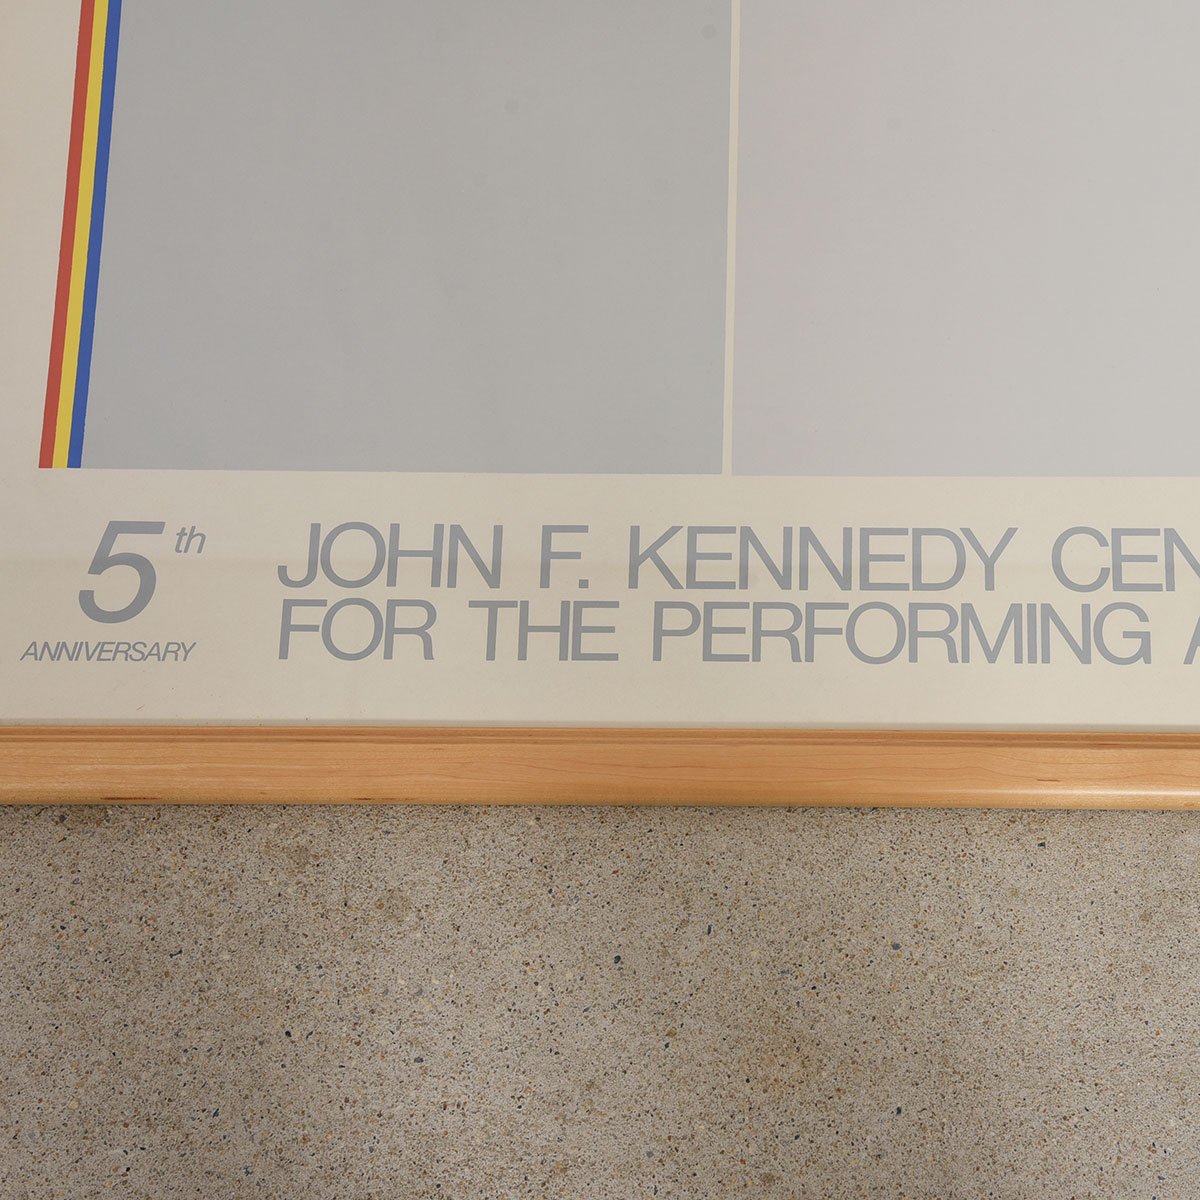 5th
ANNIVERSARY
JOHN F. KENNEDY CEN
FOR THE PERFORMING A